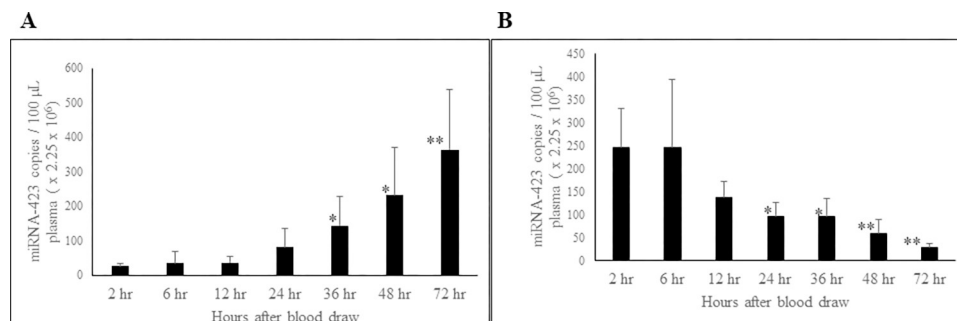 A
miRNA-423 copies / 100 µL
plasma ( x 2.25 x 10⁶)
600
500
400
300
200
100
0
*
*
**
2 hr 6 hr 12 hr 24 hr 36 hr 48 hr 72 hr
Hours after blood draw
B
miRNA-423 copies / 100 µL
plasma ( x 2.25 x 10⁶)
450
400
350
300
250
200
150
100
50
0
*
*
**
**
2 hr 6 hr 12 hr 24 hr 36 hr 48 hr 72 hr
Hours after blood draw